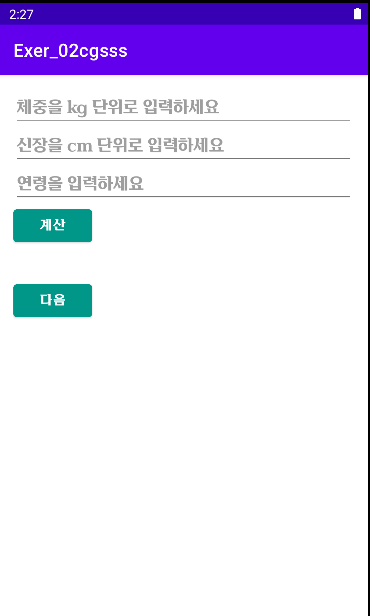 2:27
Exer_02cgsss
체중을 kg 단위로 입력하세요
신장을 cm 단위로 입력하세요
연령을 입력하세요
계산
다음